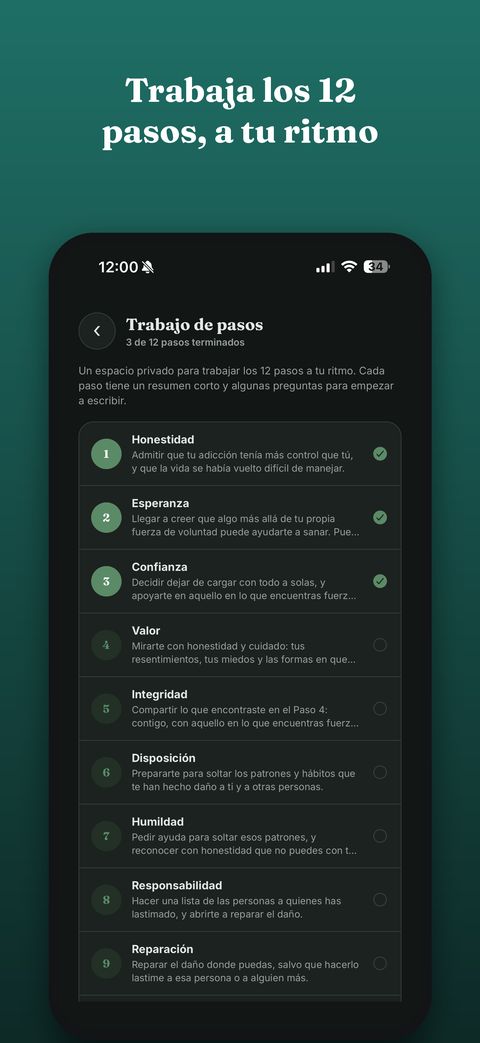 Trabaja los 12
pasos, a tu ritmo
12:00
34
Trabajo de pasos
3 de 12 pasos terminados
Un espacio privado para trabajar los 12 pasos a tu ritmo. Cada
paso tiene un resumen corto y algunas preguntas para empezar
a escribir.
1
Honestidad
Admitir que tu adicción tenía más control que tú,
y que la vida se había vuelto difícil de manejar.
2
Esperanza
Llegar a creer que algo más allá de tu propia
fuerza de voluntad puede ayudarte a sanar. Pue...
3
Confianza
Decidir dejar de cargar con todo a solas, y
apoyarte en aquello en lo que encuentras fuerz...
4
Valor
Mirarte con honestidad y cuidado: tus
resentimientos, tus miedos y las formas en que...
5
Integridad
Compartir lo que encontraste en el Paso 4:
contigo, con aquello en lo que encuentras fuerz...
6
Disposición
Prepararte para soltar los patrones y hábitos que
te han hecho daño a ti y a otras personas.
7
Humildad
Pedir ayuda para soltar esos patrones, y
reconocer con honestidad que no puedes con t...
8
Responsabilidad
Hacer una lista de las personas a quienes has
lastimado, y abrirte a reparar el daño.
9
Reparación
Reparar el daño donde puedas, salvo que hacerlo
lastime a esa persona o a alguien más.